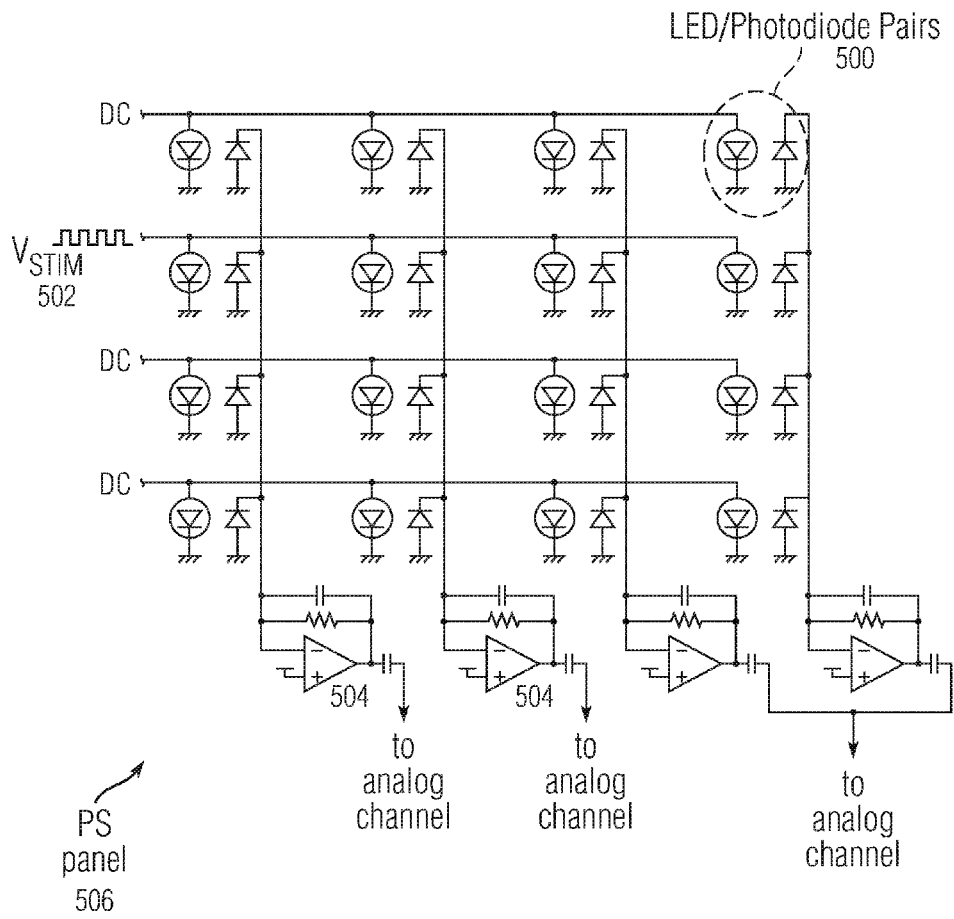 LED/Photodiode Pairs
500
DC
V
STIM
502
DC
DC
−
+
504
−
+
504
−
+
−
+
to
analog
channel
to
analog
channel
to
analog
channel
PS
panel
506